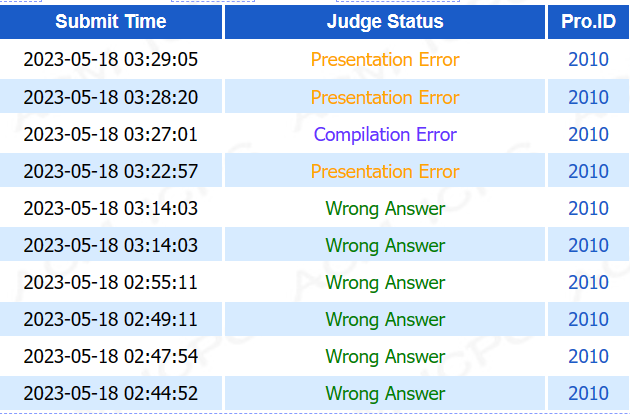 Submit Time Judge Status Pro.ID
2023-05-18 03:29:05 Presentation Error 2010
2023-05-18 03:28:20 Presentation Error 2010
2023-05-18 03:27:01 Compilation Error 2010
2023-05-18 03:22:57 Presentation Error 2010
2023-05-18 03:14:03 Wrong Answer 2010
2023-05-18 03:14:03 Wrong Answer 2010
2023-05-18 02:55:11 Wrong Answer 2010
2023-05-18 02:49:11 Wrong Answer 2010
2023-05-18 02:47:54 Wrong Answer 2010
2023-05-18 02:44:52 Wrong Answer 2010